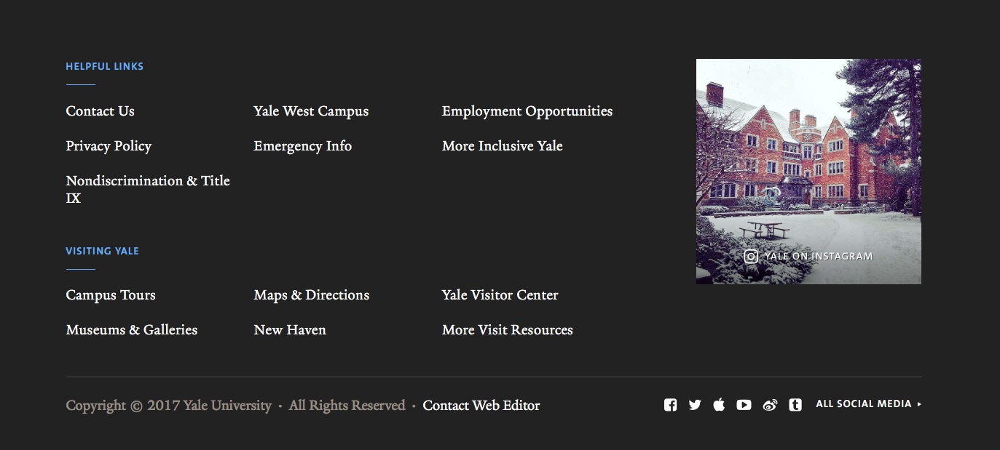 HELPFUL LINKS
Contact Us
Yale West Campus
Employment Opportunities
Privacy Policy
Emergency Info
More Inclusive Yale
Nondiscrimination & Title
IX
VISITING YALE
Campus Tours
Maps & Directions
Yale Visitor Center
Museums & Galleries
New Haven
More Visit Resources
YALE ON INSTAGRAM
Copyright © 2017 Yale University · All Rights Reserved · Contact Web Editor
ALL SOCIAL MEDIA